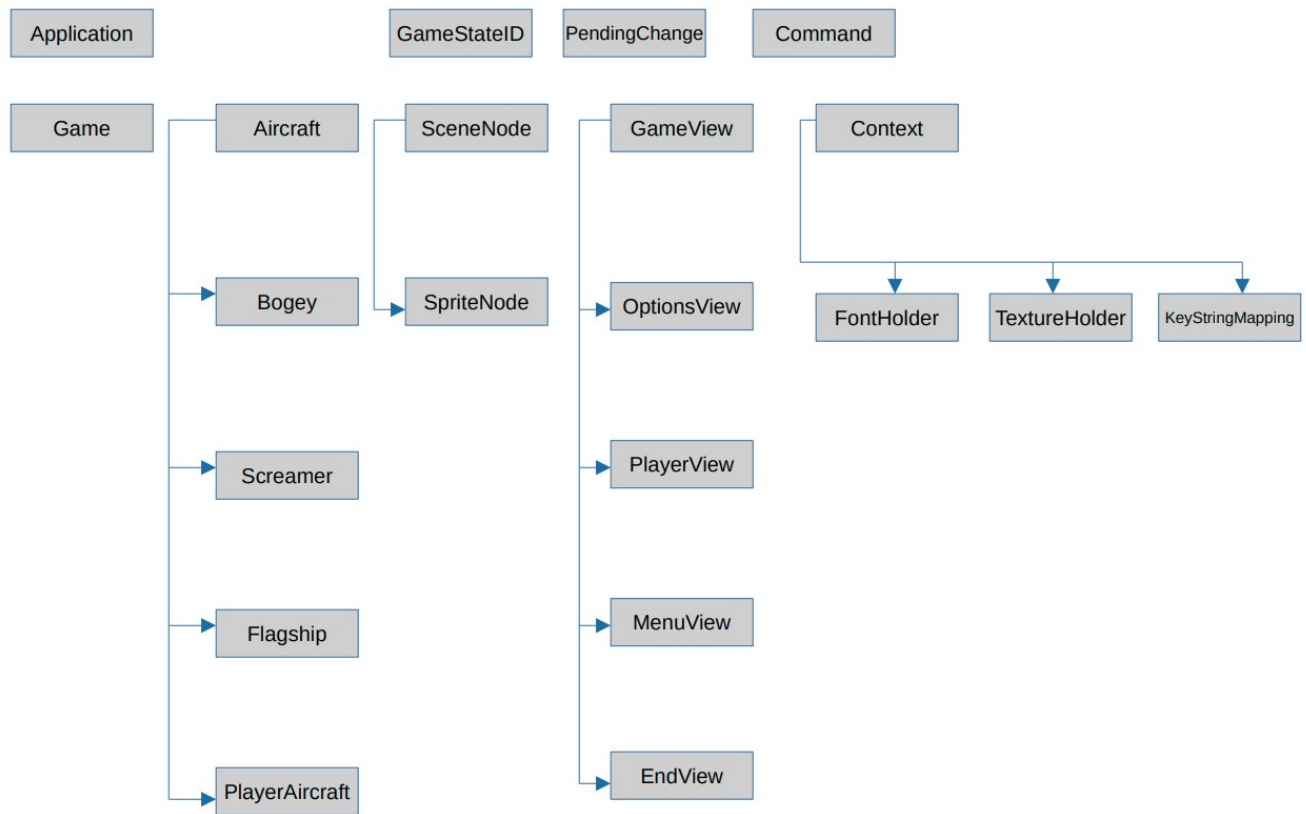 Application
GameStateID
PendingChange
Command
Game
Aircraft
SceneNode
GameView
Context
Bogey
SpriteNode
OptionsView
FontHolder
TextureHolder
KeyStringMapping
Screamer
PlayerView
Flagship
MenuView
PlayerAircraft
EndView